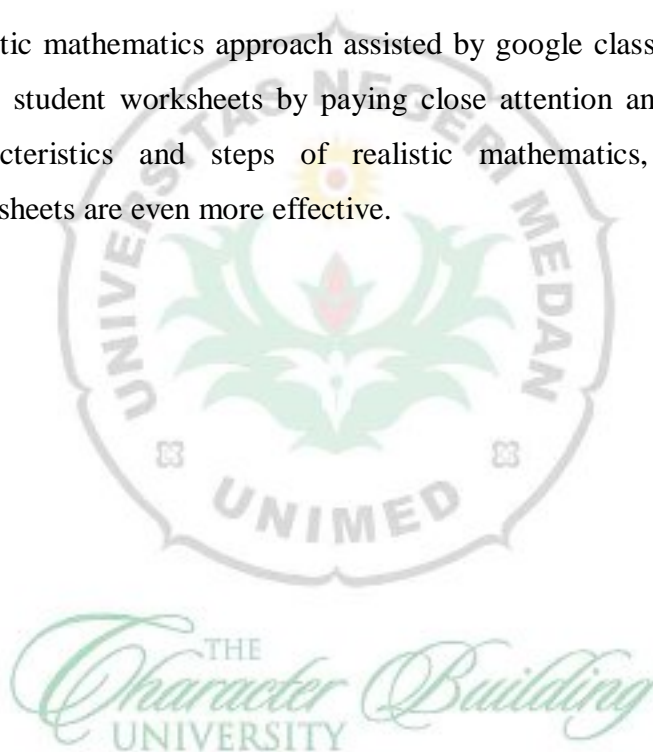 tic mathematics approach assisted by google class
student worksheets by paying close attention an
cteristics and steps of realistic mathematics,
sheets are even more effective.
UNIVERSITAS NEGERI MEDAN
UNIMED
THE
Character Building
UNIVERSITY